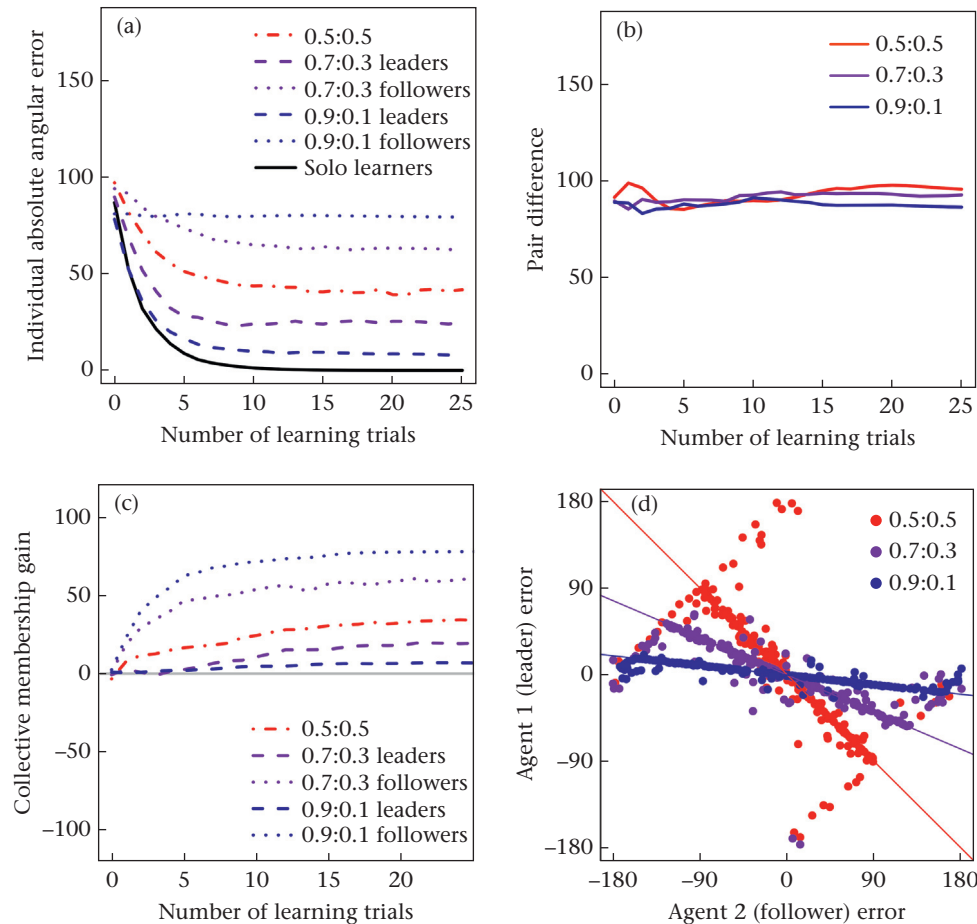 (a)
0.5:0.5
0.7:0.3 leaders
0.7:0.3 followers
0.9:0.1 leaders
0.9:0.1 followers
Solo learners
Individual absolute angular error
150
100
50
0
0 5 10 15 20 25
Number of learning trials
(b)
0.5:0.5
0.7:0.3
0.9:0.1
Pair difference
150
100
50
0
0 5 10 15 20 25
Number of learning trials
(c)
Collective membership gain
100
50
0
−50
−100
0.5:0.5
0.7:0.3 leaders
0.7:0.3 followers
0.9:0.1 leaders
0.9:0.1 followers
0 5 10 15 20
Number of learning trials
(d)
0.5:0.5
0.7:0.3
0.9:0.1
Agent 1 (leader) error
180
90
0
−90
−180
−180 −90 0 90 180
Agent 2 (follower) error